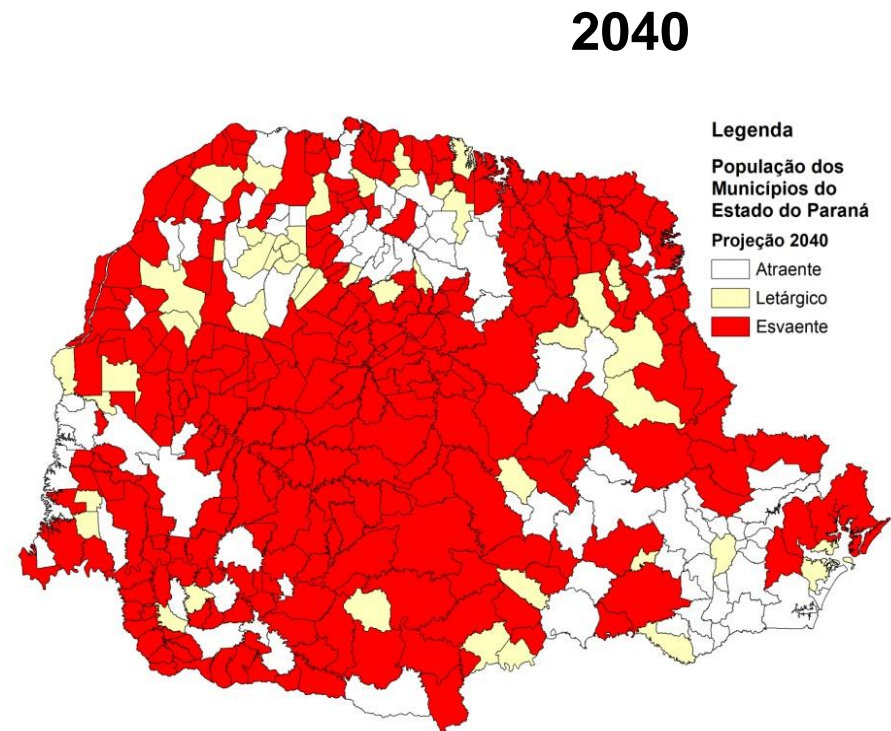 2040
Legenda
População dos
Municípios do
Estado do Paraná
Projeção 2040
Atraente
Letárgico
Esvaente